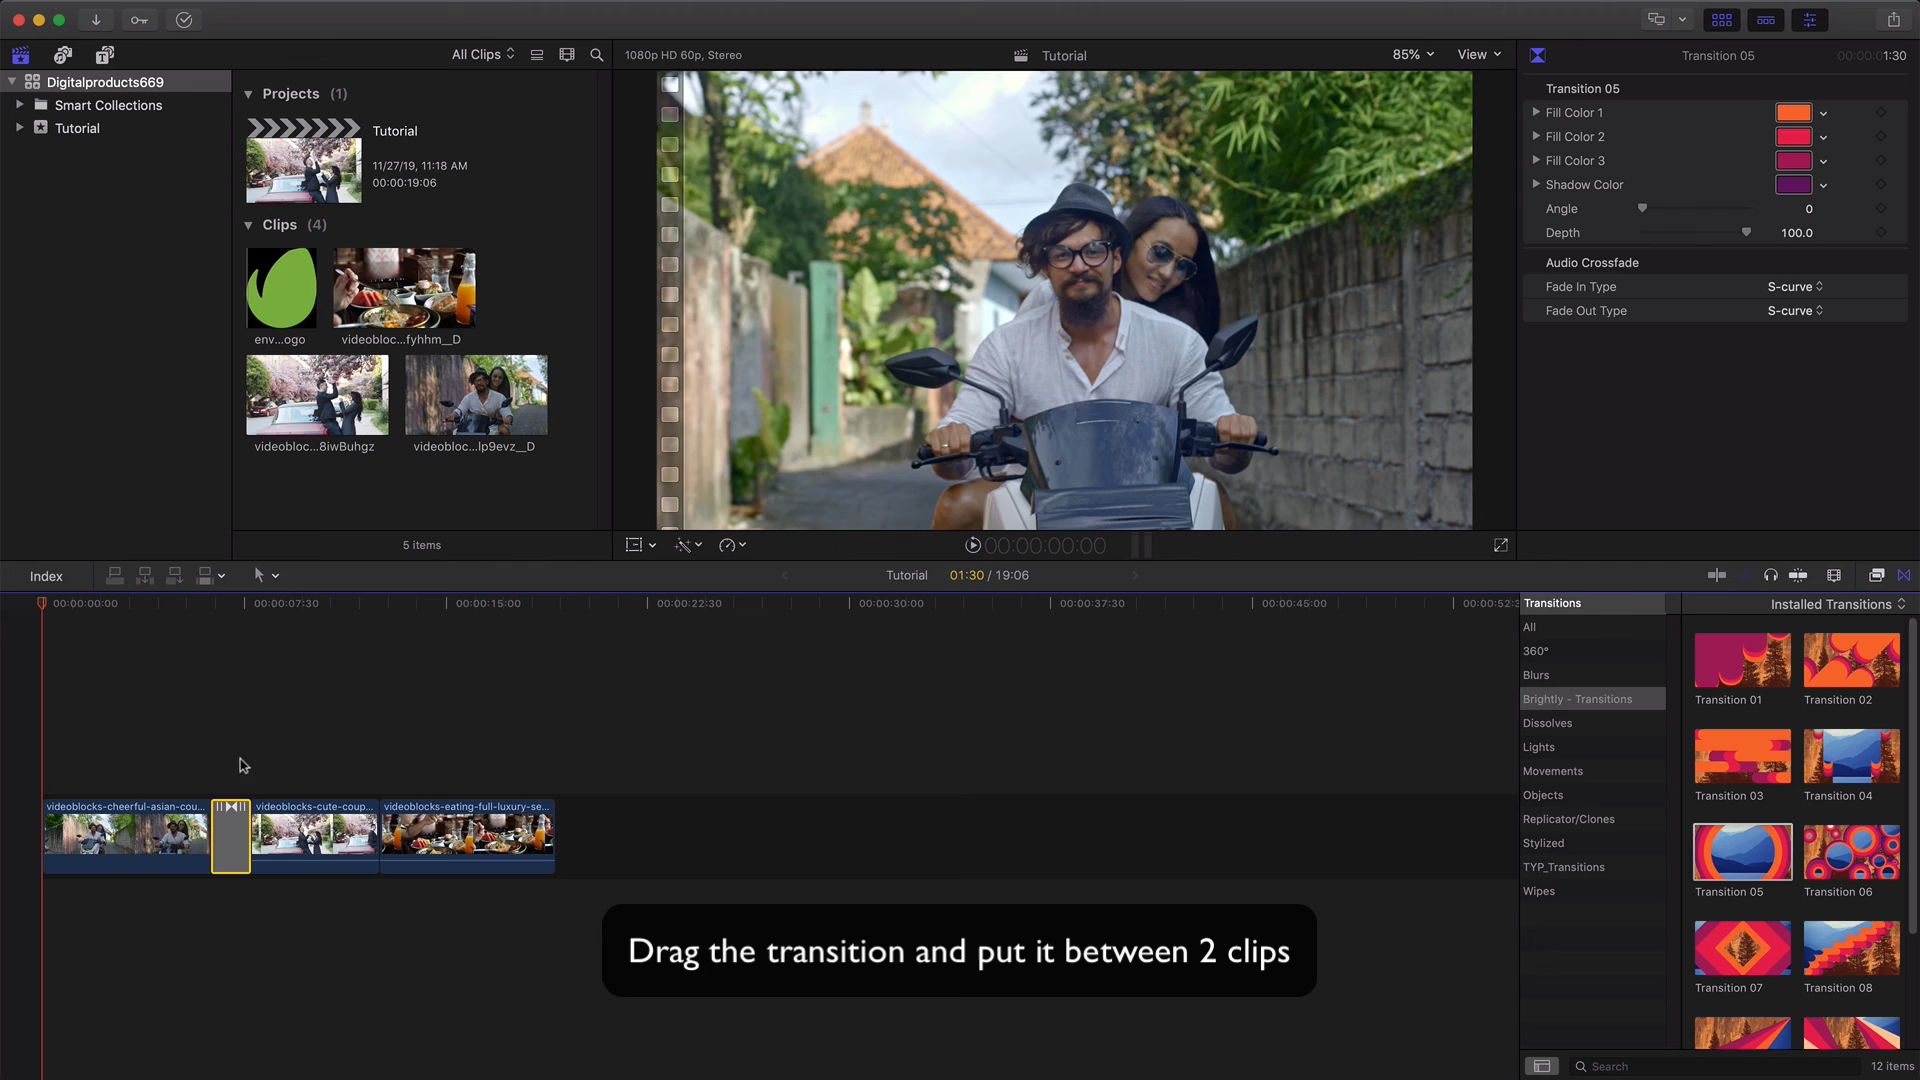 All Clips
1080p HD 60p, Stereo
Tutorial
85%
View
Transition 05
00:00:01:30
Digitalproducts669
Smart Collections
Tutorial
Projects (1)
Tutorial
11/27/19, 11:18 AM
00:00:19:06
Clips (4)
env...ogo
videobloc...fyhhm__D
videobloc...8iwBuhgz
videobloc...lp9evz__D
5 items
00:00:00:00
Transition 05
Fill Color 1
Fill Color 2
Fill Color 3
Shadow Color
Angle
0
Depth
100.0
Audio Crossfade
Fade In Type
S-curve
Fade Out Type
S-curve
Index
Tutorial
01:30 / 19:06
00:00:00:00
00:00:07:30
00:00:15:00
00:00:22:30
00:00:30:00
00:00:37:30
00:00:45:00
00:00:52:3
videoblocks-cheerful-asian-cou...
videoblocks-cute-coup...
videoblocks-eating-full-luxury-se...
Drag the transition and put it between 2 clips
Transitions
All
360°
Blurs
Brightly - Transitions
Dissolves
Lights
Movements
Objects
Replicator/Clones
Stylized
TYP_Transitions
Wipes
Installed Transitions
Transition 01
Transition 02
Transition 03
Transition 04
Transition 05
Transition 06
Transition 07
Transition 08
Search
12 items